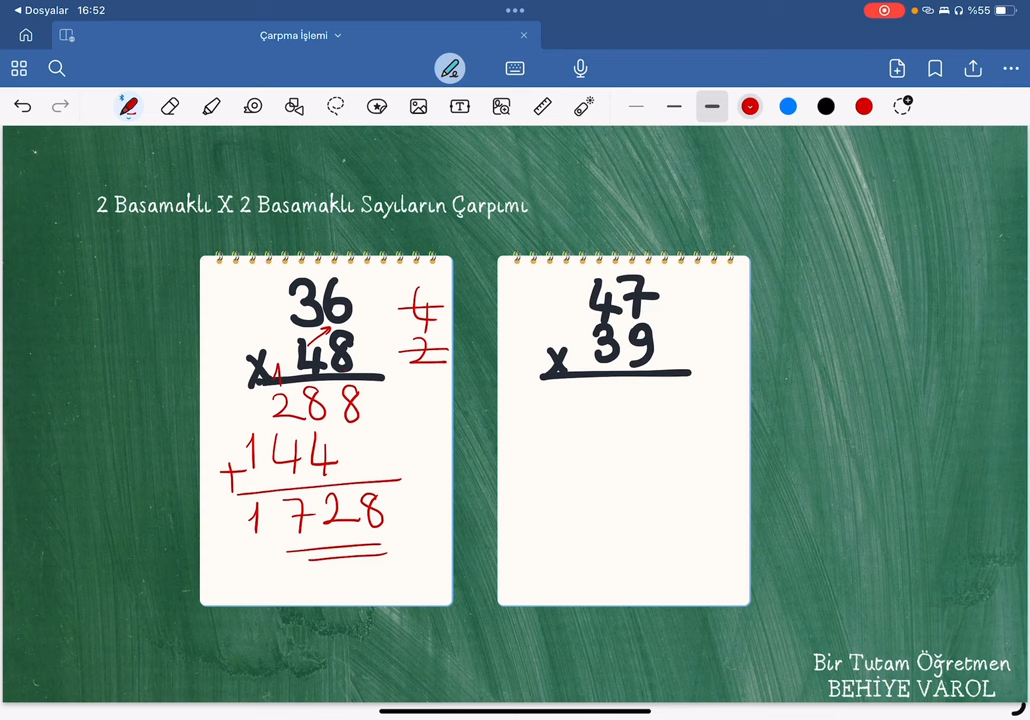 Dosyalar 16:52
%55
Çarpma İşlemi
2 Basamaklı X 2 Basamaklı Sayıların Çarpımı
36
x 48
4
2
1
288
+ 144
1728
47
x 39
Bir Tutam Öğretmen
BEHİYE VAROL